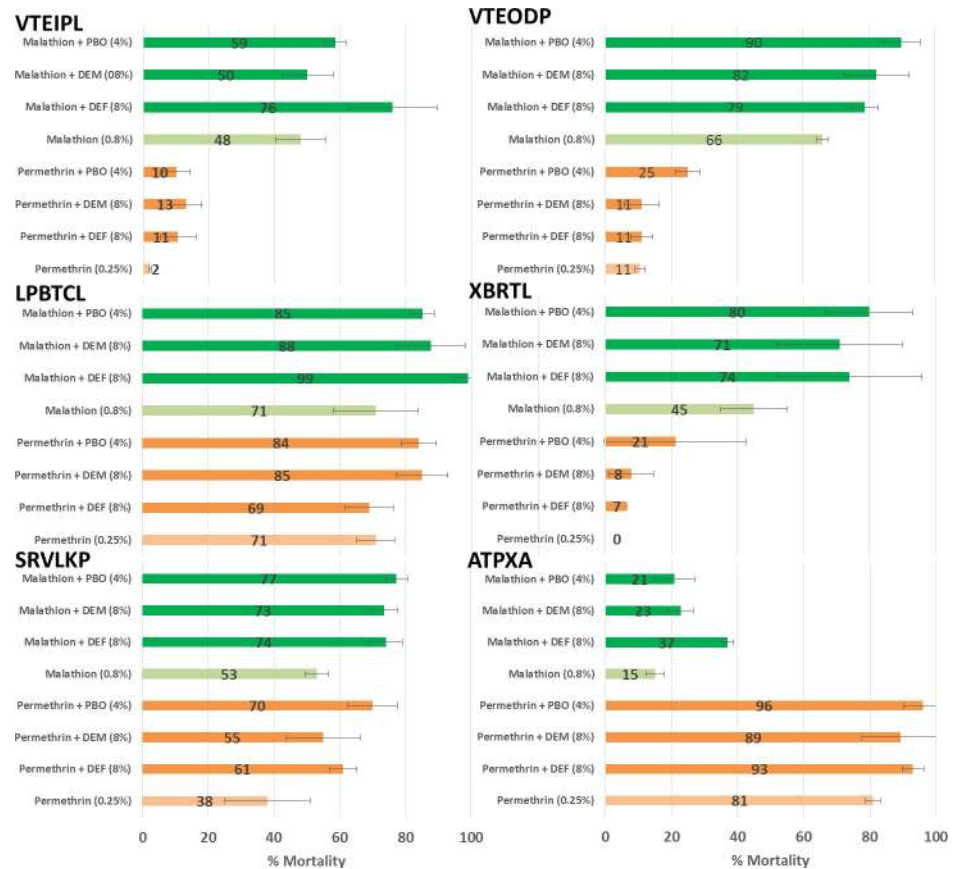 VTEIPL
Malathion + PBO (4%) 59
Malathion + DEM (08%) 50
Malathion + DEF (8%) 76
Malathion (0.8%) 48
Permethrin + PBO (4%) 10
Permethrin + DEM (8%) 13
Permethrin + DEF (8%) 11
Permethrin (0.25%) 2
VTEODP
Malathion + PBO (4%) 90
Malathion + DEM (8%) 82
Malathion + DEF (8%) 79
Malathion (0.8%) 66
Permethrin + PBO (4%) 25
Permethrin + DEM (8%) 11
Permethrin + DEF (8%) 11
Permethrin (0.25%) 11
LPBTCL
Malathion + PBO (4%) 85
Malathion + DEM (8%) 88
Malathion + DEF (8%) 99
Malathion (0.8%) 71
Permethrin + PBO (4%) 84
Permethrin + DEM (8%) 85
Permethrin + DEF (8%) 69
Permethrin (0.25%) 71
XBRTL
Malathion + PBO (4%) 80
Malathion + DEM (8%) 71
Malathion + DEF (8%) 74
Malathion (0.8%) 45
Permethrin + PBO (4%) 21
Permethrin + DEM (8%) 8
Permethrin + DEF (8%) 7
Permethrin (0.25%) 0
SRVLKP
Malathion + PBO (4%) 77
Malathion + DEM (8%) 73
Malathion + DEF (8%) 74
Malathion (0.8%) 53
Permethrin + PBO (4%) 70
Permethrin + DEM (8%) 55
Permethrin + DEF (8%) 61
Permethrin (0.25%) 38
0 20 40 60 80 100
% Mortality
ATPXA
Malathion + PBO (4%) 21
Malathion + DEM (8%) 23
Malathion + DEF (8%) 37
Malathion (0.8%) 15
Permethrin + PBO (4%) 96
Permethrin + DEM (8%) 89
Permethrin + DEF (8%) 93
Permethrin (0.25%) 81
0 20 40 60 80 100
% Mortality